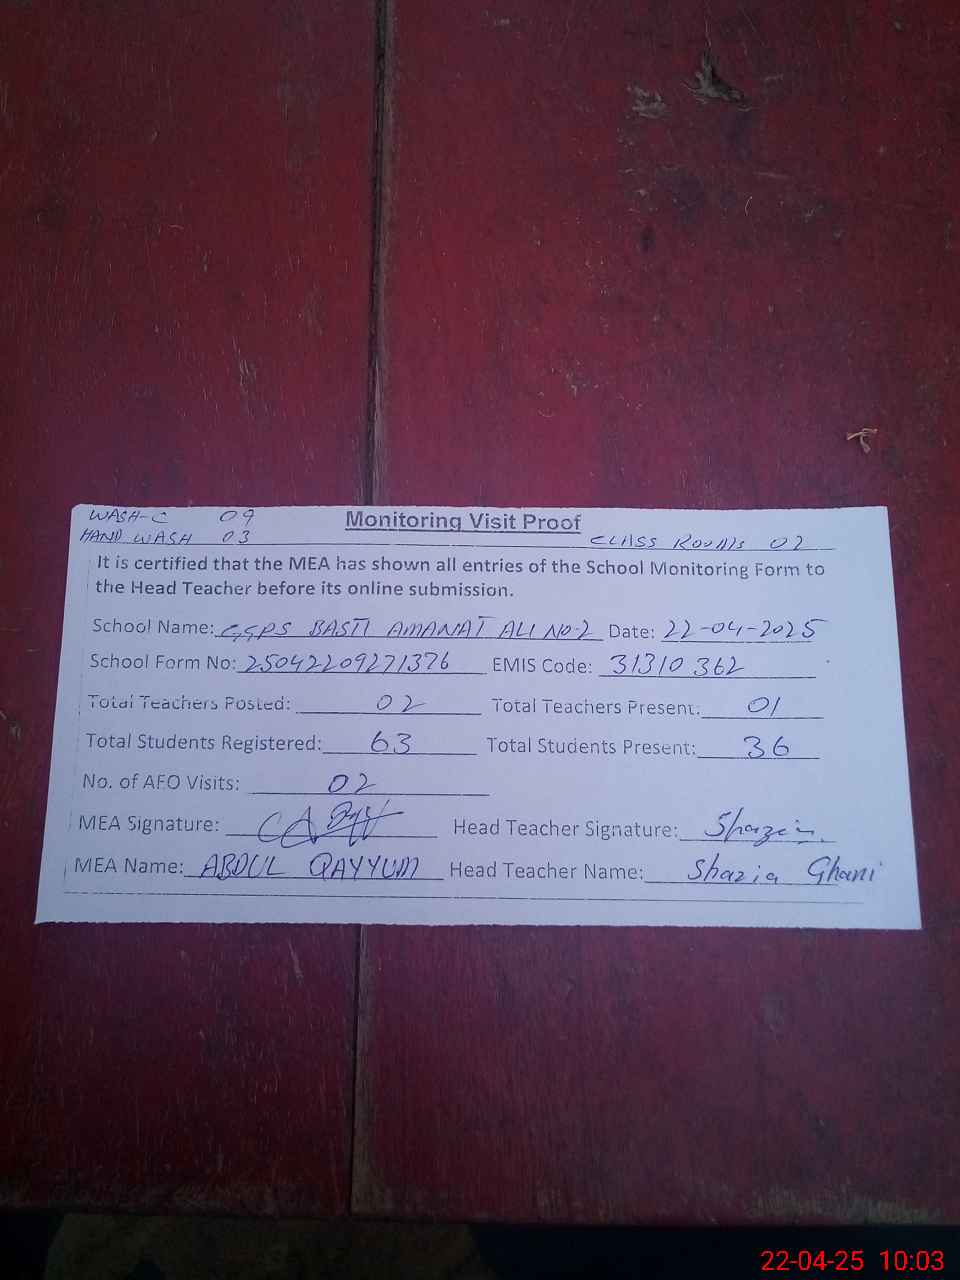 WASH-C 09 Monitoring Visit Proof
HAND WASH 03 CLASS ROOMS 02
It is certified that the MEA has shown all entries of the School Monitoring Form to
the Head Teacher before its online submission.
School Name: GGPS BASTI AMANAT ALI NO-2 Date: 22-04-2025
School Form No: 25042209271376 EMIS Code: 31310362
Total Teachers Posted: 02 Total Teachers Present: 01
Total Students Registered: 63 Total Students Present: 36
No. of AEO Visits: 02
MEA Signature: Head Teacher Signature:
MEA Name: ABDUL QAYYUM Head Teacher Name: Shazia Ghani
22-04-25 10:03